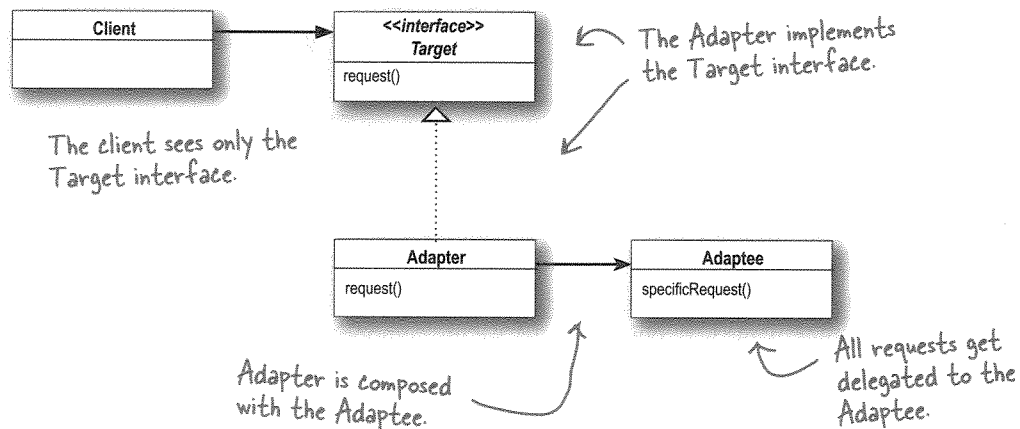 Client
<<interface>>
Target
request()
The Adapter implements
the Target interface.
The client sees only the
Target interface.
Adapter
request()
Adaptee
specificRequest()
Adapter is composed
with the Adaptee.
All requests get
delegated to the
Adaptee.